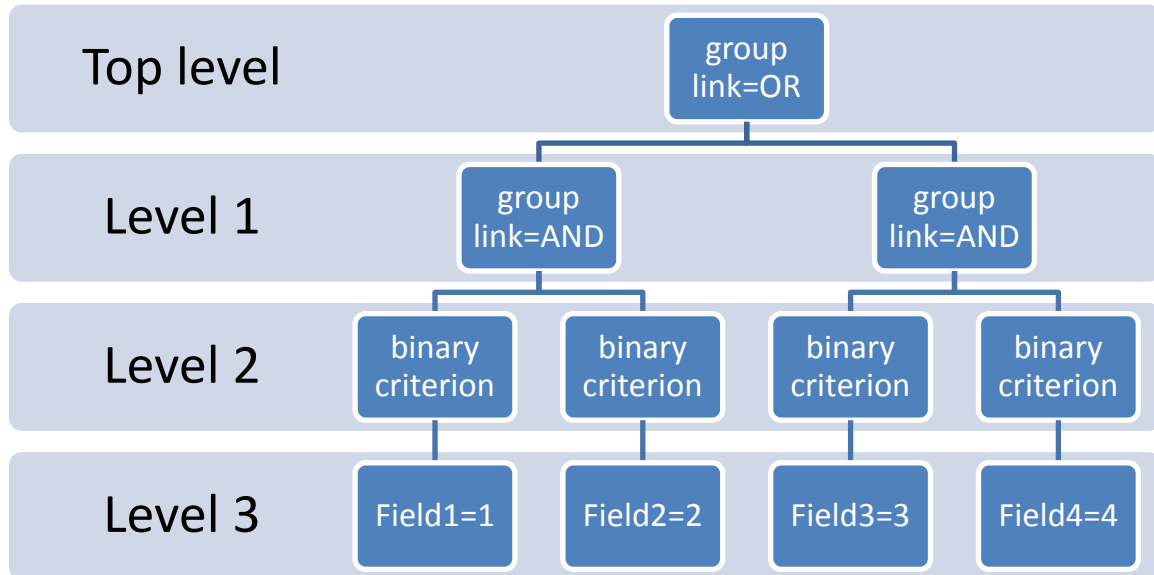 Top level
group
link=OR
Level 1
group
link=AND
group
link=AND
Level 2
binary
criterion
binary
criterion
binary
criterion
binary
criterion
Level 3
Field1=1
Field2=2
Field3=3
Field4=4